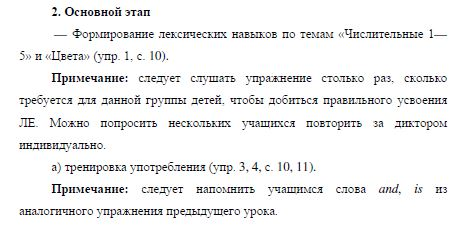 2. Основной этап
— Формирование лексических навыков по темам «Числительные 1—
5» и «Цвета» (упр. 1, с. 10).
Примечание: следует слушать упражнение столько раз, сколько
требуется для данной группы детей, чтобы добиться правильного усвоения
ЛЕ. Можно попросить нескольких учащихся повторить за диктором
индивидуально.
а) тренировка употребления (упр. 3, 4, с. 10, 11).
Примечание: следует напомнить учащимся слова and, is из
аналогичного упражнения предыдущего урока.